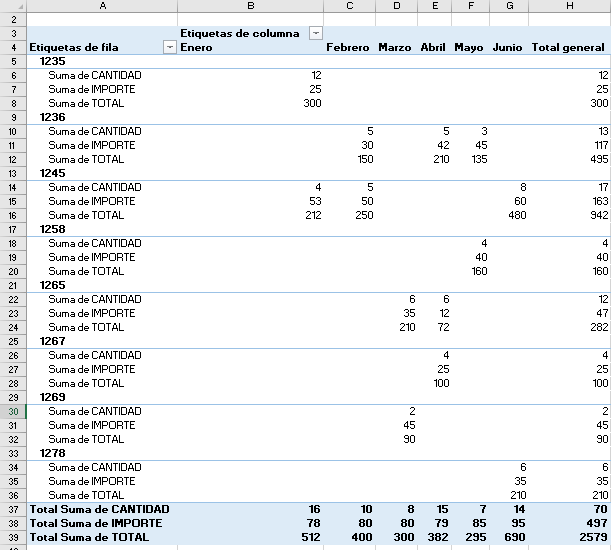 A B C D E F G H
2
3 Etiquetas de columna
4 Etiquetas de fila Enero Febrero Marzo Abril Mayo Junio Total general
5 1235
6 Suma de CANTIDAD 12 12
7 Suma de IMPORTE 25 25
8 Suma de TOTAL 300 300
9 1236
10 Suma de CANTIDAD 5 5 3 13
11 Suma de IMPORTE 30 42 45 117
12 Suma de TOTAL 150 210 135 495
13 1245
14 Suma de CANTIDAD 4 5 8 17
15 Suma de IMPORTE 53 50 60 163
16 Suma de TOTAL 212 250 480 942
17 1258
18 Suma de CANTIDAD 4 4
19 Suma de IMPORTE 40 40
20 Suma de TOTAL 160 160
21 1265
22 Suma de CANTIDAD 6 6 12
23 Suma de IMPORTE 35 12 47
24 Suma de TOTAL 210 72 282
25 1267
26 Suma de CANTIDAD 4 4
27 Suma de IMPORTE 25 25
28 Suma de TOTAL 100 100
29 1269
30 Suma de CANTIDAD 2 2
31 Suma de IMPORTE 45 45
32 Suma de TOTAL 90 90
33 1278
34 Suma de CANTIDAD 6 6
35 Suma de IMPORTE 35 35
36 Suma de TOTAL 210 210
37 Total Suma de CANTIDAD 16 10 8 15 7 14 70
38 Total Suma de IMPORTE 78 80 80 79 85 95 497
39 Total Suma de TOTAL 512 400 300 382 295 690 2579